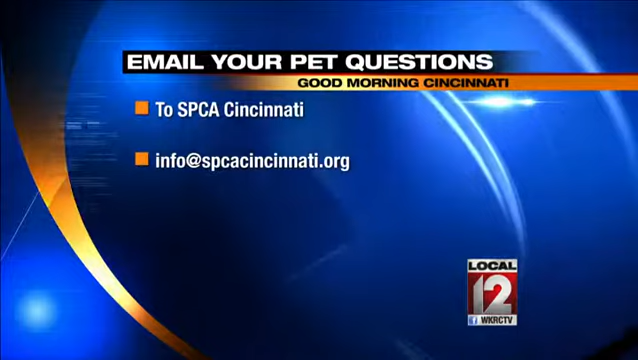 EMAIL YOUR PET QUESTIONS
GOOD MORNING CINCINNATI
To SPCA Cincinnati
info@spcacincinnati.org
LOCAL
12
f WKRCTV